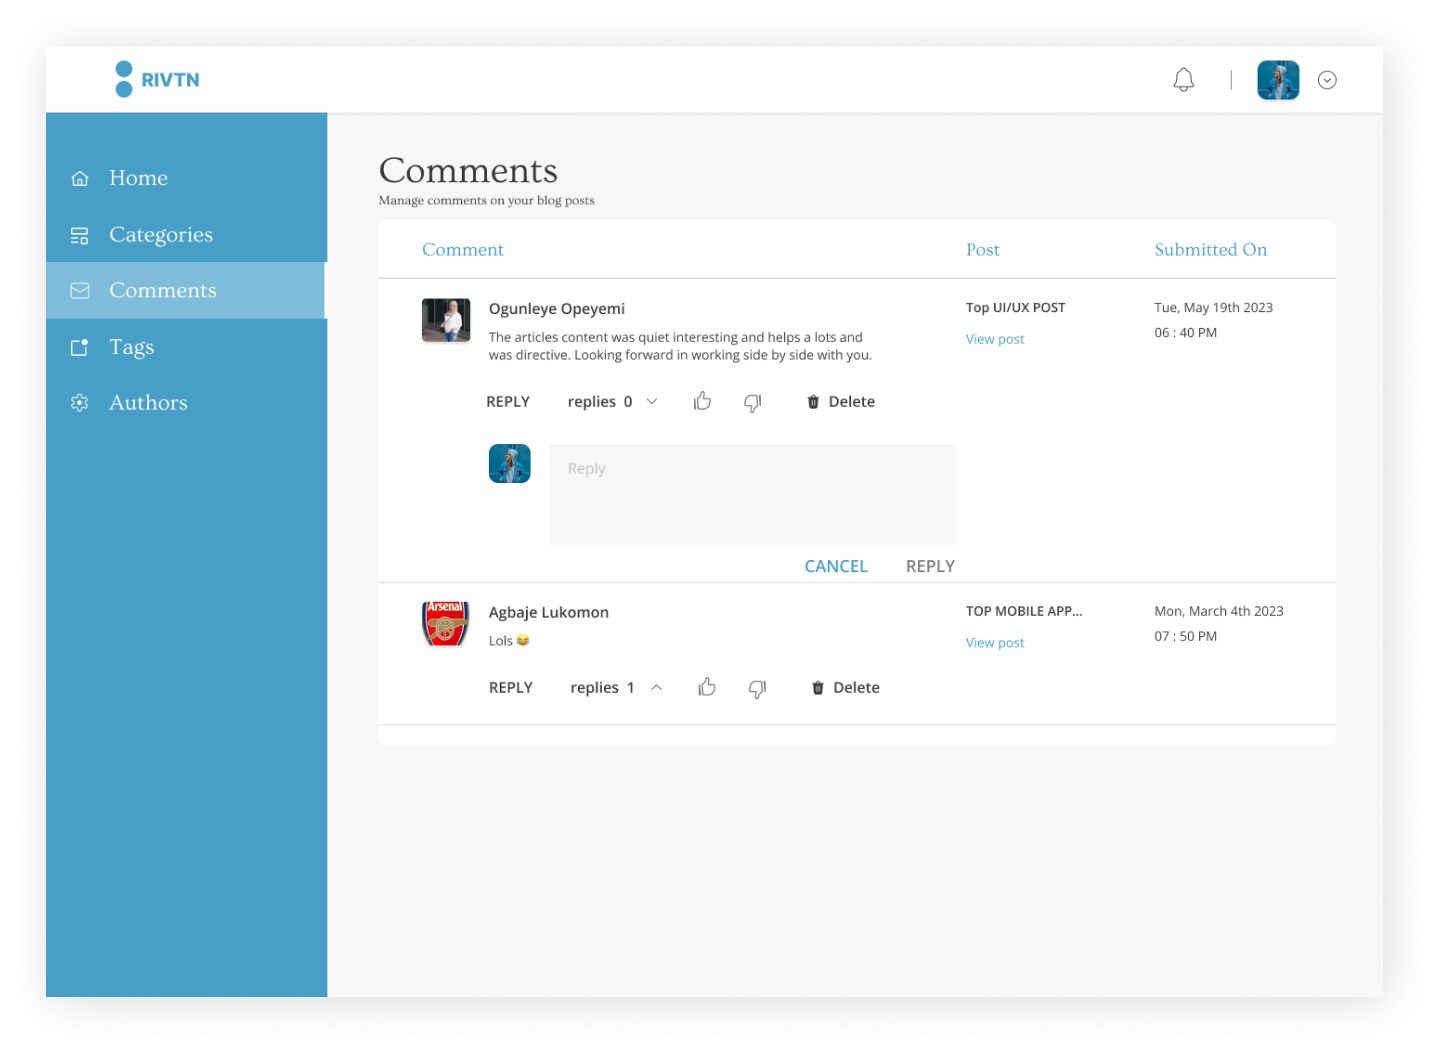 RIVTN
Home
Categories
Comments
Tags
Authors
Comments
Manage comments on your blog posts
Comment Post Submitted On
Ogunleye Opeyemi Top UI/UX POST Tue, May 19th 2023
The articles content was quiet interesting and helps a lots and View post 06 : 40 PM
was directive. Looking forward in working side by side with you.
REPLY replies 0 Delete
Reply
CANCEL REPLY
Arsenal
Agbaje Lukomon TOP MOBILE APP... Mon, March 4th 2023
Lols 😂 View post 07 : 50 PM
REPLY replies 1 Delete